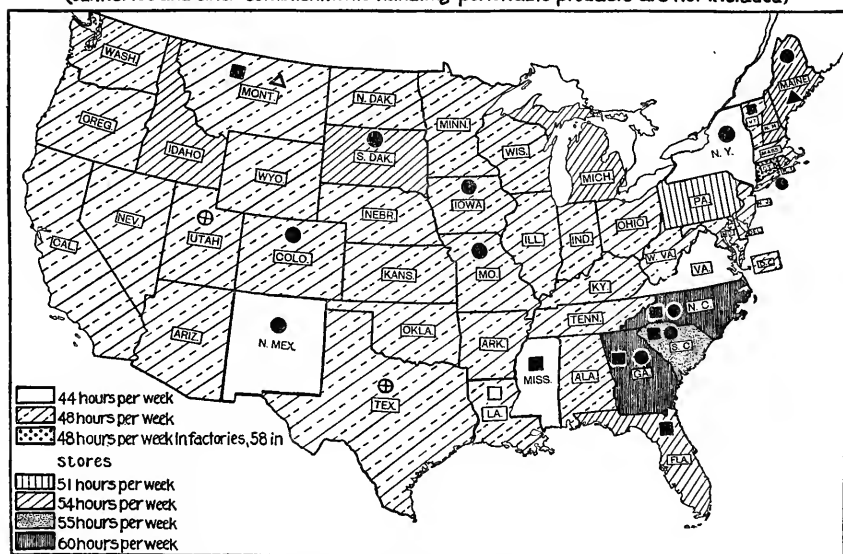 (Canneries and other establishments handling perishable products are not included)
WASH.
MONT.
N. DAK.
MINN.
MAINE
OREG.
IDAHO
S. DAK.
WIS.
MICH.
N. Y.
VT.
N. H.
MASS.
WYO.
IOWA
PA.
N. J.
NEV.
UTAH
NEBR.
ILL.
IND.
OHIO
DEL.
CAL.
COLO.
KANS.
MO.
W. VA.
VA.
D.C.
KY.
ARIZ.
N. MEX.
OKLA.
ARK.
TENN.
N. C.
S. C.
TEX.
LA.
MISS.
ALA.
GA.
FLA.
44 hours per week
48 hours per week
48 hours per week in factories, 58 in
stores
51 hours per week
54 hours per week
55 hours per week
60 hours per week